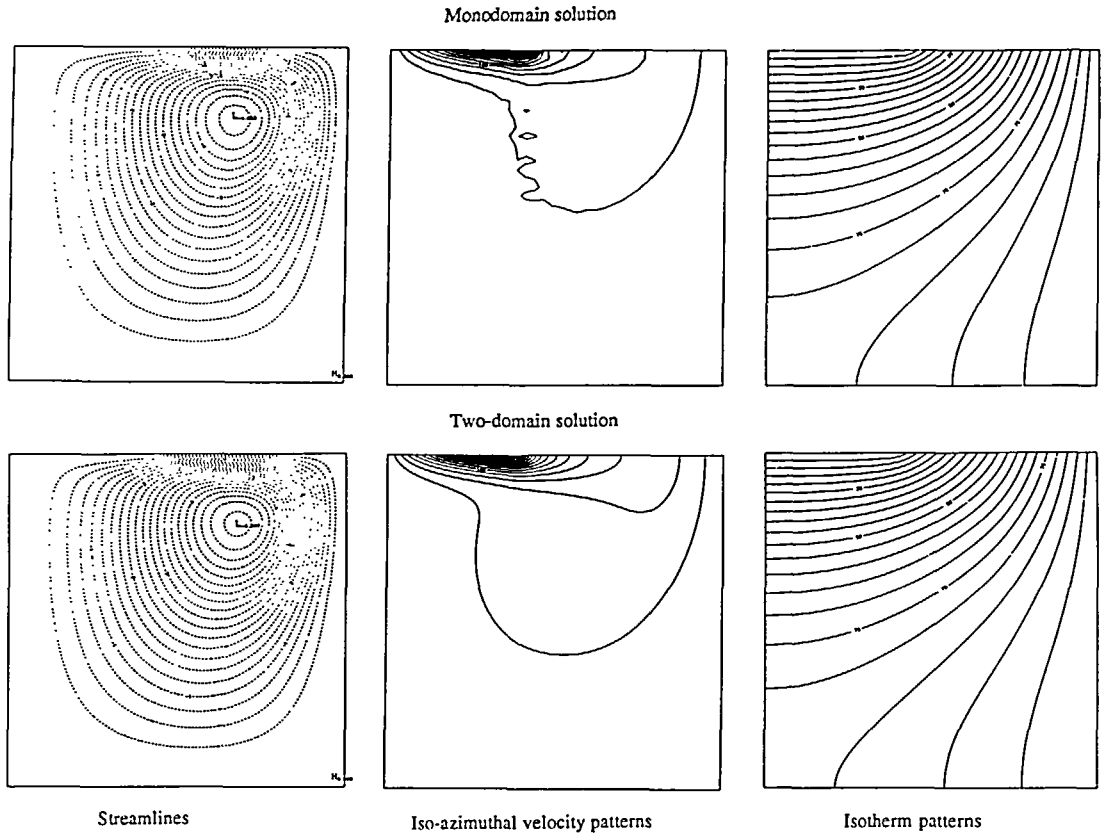 Monodomain solution
Two-domain solution
Streamlines
Iso-azimuthal velocity patterns
Isotherm patterns